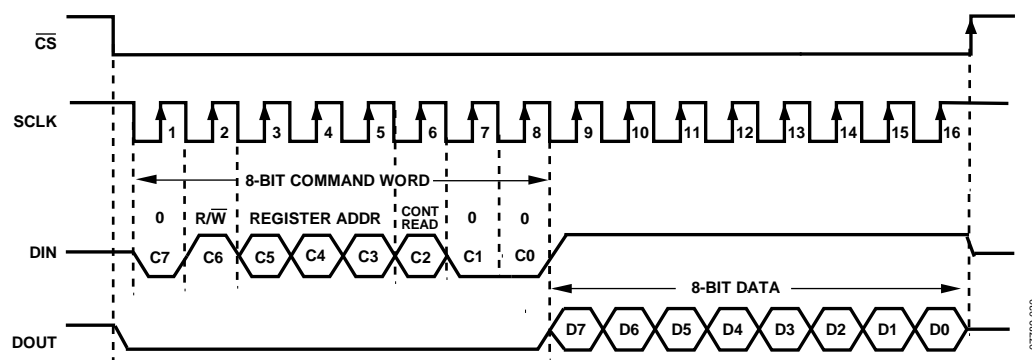 CS
SCLK
1 2 3 4 5 6 7 8 9 10 11 12 13 14 15 16
8-BIT COMMAND WORD
0 R/W REGISTER ADDR CONT READ 0 0
DIN
C7 C6 C5 C4 C3 C2 C1 C0
8-BIT DATA
DOUT
D7 D6 D5 D4 D3 D2 D1 D0